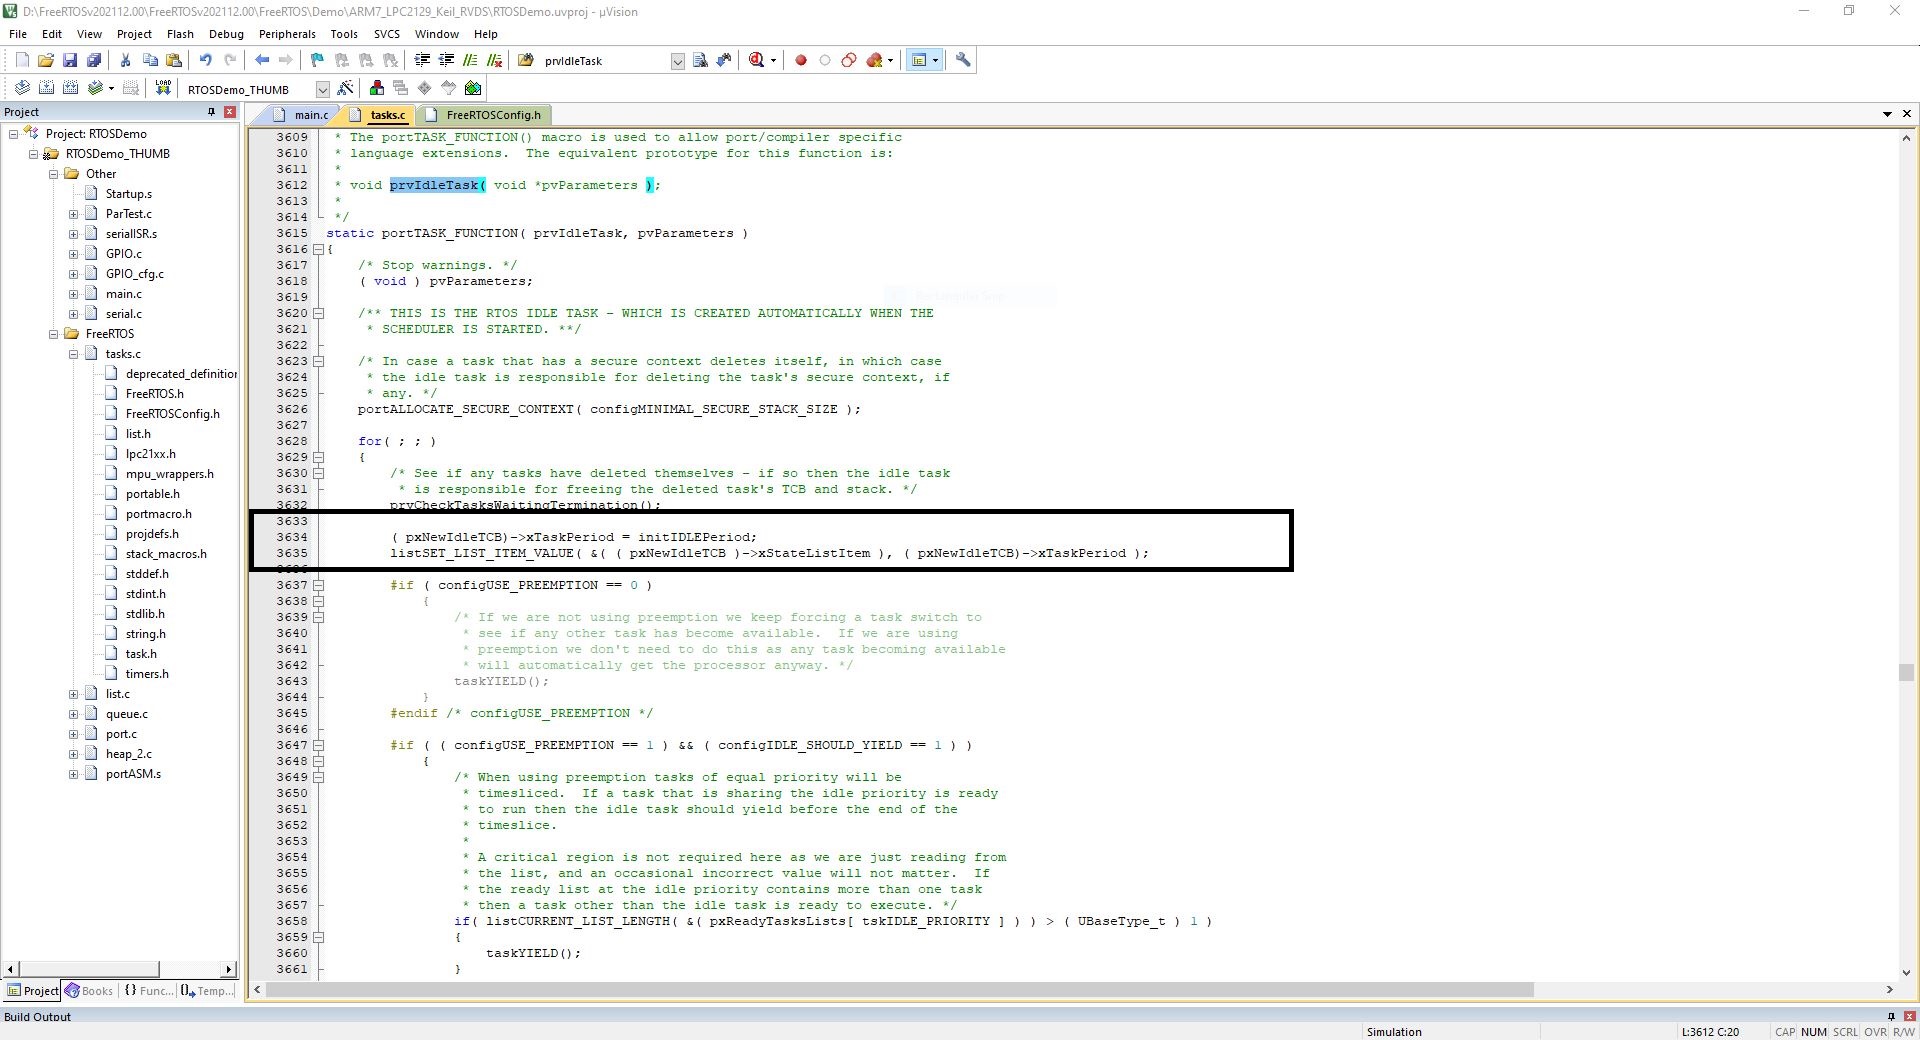 D:\FreeRTOSv202112.00\FreeRTOSv202112.00\FreeRTOS\Demo\ARM7_LPC2129_Keil_RVDS\RTOSDemo.uvproj - µVision
File Edit View Project Flash Debug Peripherals Tools SVCS Window Help
prvIdleTask
LOAD RTOSDemo_THUMB
Project
main.c tasks.c FreeRTOSConfig.h
Project: RTOSDemo
RTOSDemo_THUMB
Other
Startup.s
ParTest.c
serialISR.s
GPIO.c
GPIO_cfg.c
main.c
serial.c
FreeRTOS
tasks.c
deprecated_definition
FreeRTOS.h
FreeRTOSConfig.h
list.h
lpc21xx.h
mpu_wrappers.h
portable.h
portmacro.h
projdefs.h
stack_macros.h
stddef.h
stdint.h
stdlib.h
string.h
task.h
timers.h
list.c
queue.c
port.c
heap_2.c
portASM.s
Project Books {} Func... Temp...
3609 * The portTASK_FUNCTION() macro is used to allow port/compiler specific
3610 * language extensions.  The equivalent prototype for this function is:
3611 *
3612 * void prvIdleTask( void *pvParameters );
3613 *
3614 */
3615 static portTASK_FUNCTION( prvIdleTask, pvParameters )
3616 {
3617 /* Stop warnings. */
3618 ( void ) pvParameters;
3619
3620 /** THIS IS THE RTOS IDLE TASK - WHICH IS CREATED AUTOMATICALLY WHEN THE
3621 * SCHEDULER IS STARTED. **/
3622
3623 /* In case a task that has a secure context deletes itself, in which case
3624 * the idle task is responsible for deleting the task's secure context, if
3625 * any. */
3626 portALLOCATE_SECURE_CONTEXT( configMINIMAL_SECURE_STACK_SIZE );
3627
3628 for( ; ; )
3629 {
3630 /* See if any tasks have deleted themselves - if so then the idle task
3631 * is responsible for freeing the deleted task's TCB and stack. */
3632 prvCheckTasksWaitingTermination();
3633
3634 ( pxNewIdleTCB)->xTaskPeriod = initIDLEPeriod;
3635 listSET_LIST_ITEM_VALUE( &( ( pxNewIdleTCB )->xStateListItem ), ( pxNewIdleTCB)->xTaskPeriod );
3636
3637 #if ( configUSE_PREEMPTION == 0 )
3638 {
3639 /* If we are not using preemption we keep forcing a task switch to
3640 * see if any other task has become available.  If we are using
3641 * preemption we don't need to do this as any task becoming available
3642 * will automatically get the processor anyway. */
3643 taskYIELD();
3644 }
3645 #endif /* configUSE_PREEMPTION */
3646
3647 #if ( ( configUSE_PREEMPTION == 1 ) && ( configIDLE_SHOULD_YIELD == 1 ) )
3648 {
3649 /* When using preemption tasks of equal priority will be
3650 * timesliced.  If a task that is sharing the idle priority is ready
3651 * to run then the idle task should yield before the end of the
3652 * timeslice.
3653 *
3654 * A critical region is not required here as we are just reading from
3655 * the list, and an occasional incorrect value will not matter.  If
3656 * the ready list at the idle priority contains more than one task
3657 * then a task other than the idle task is ready to execute. */
3658 if( listCURRENT_LIST_LENGTH( &( pxReadyTasksLists[ tskIDLE_PRIORITY ] ) ) > ( UBaseType_t ) 1 )
3659 {
3660 taskYIELD();
3661 }
Build Output
Simulation L:3612 C:20 CAP NUM SCRL OVR R/W